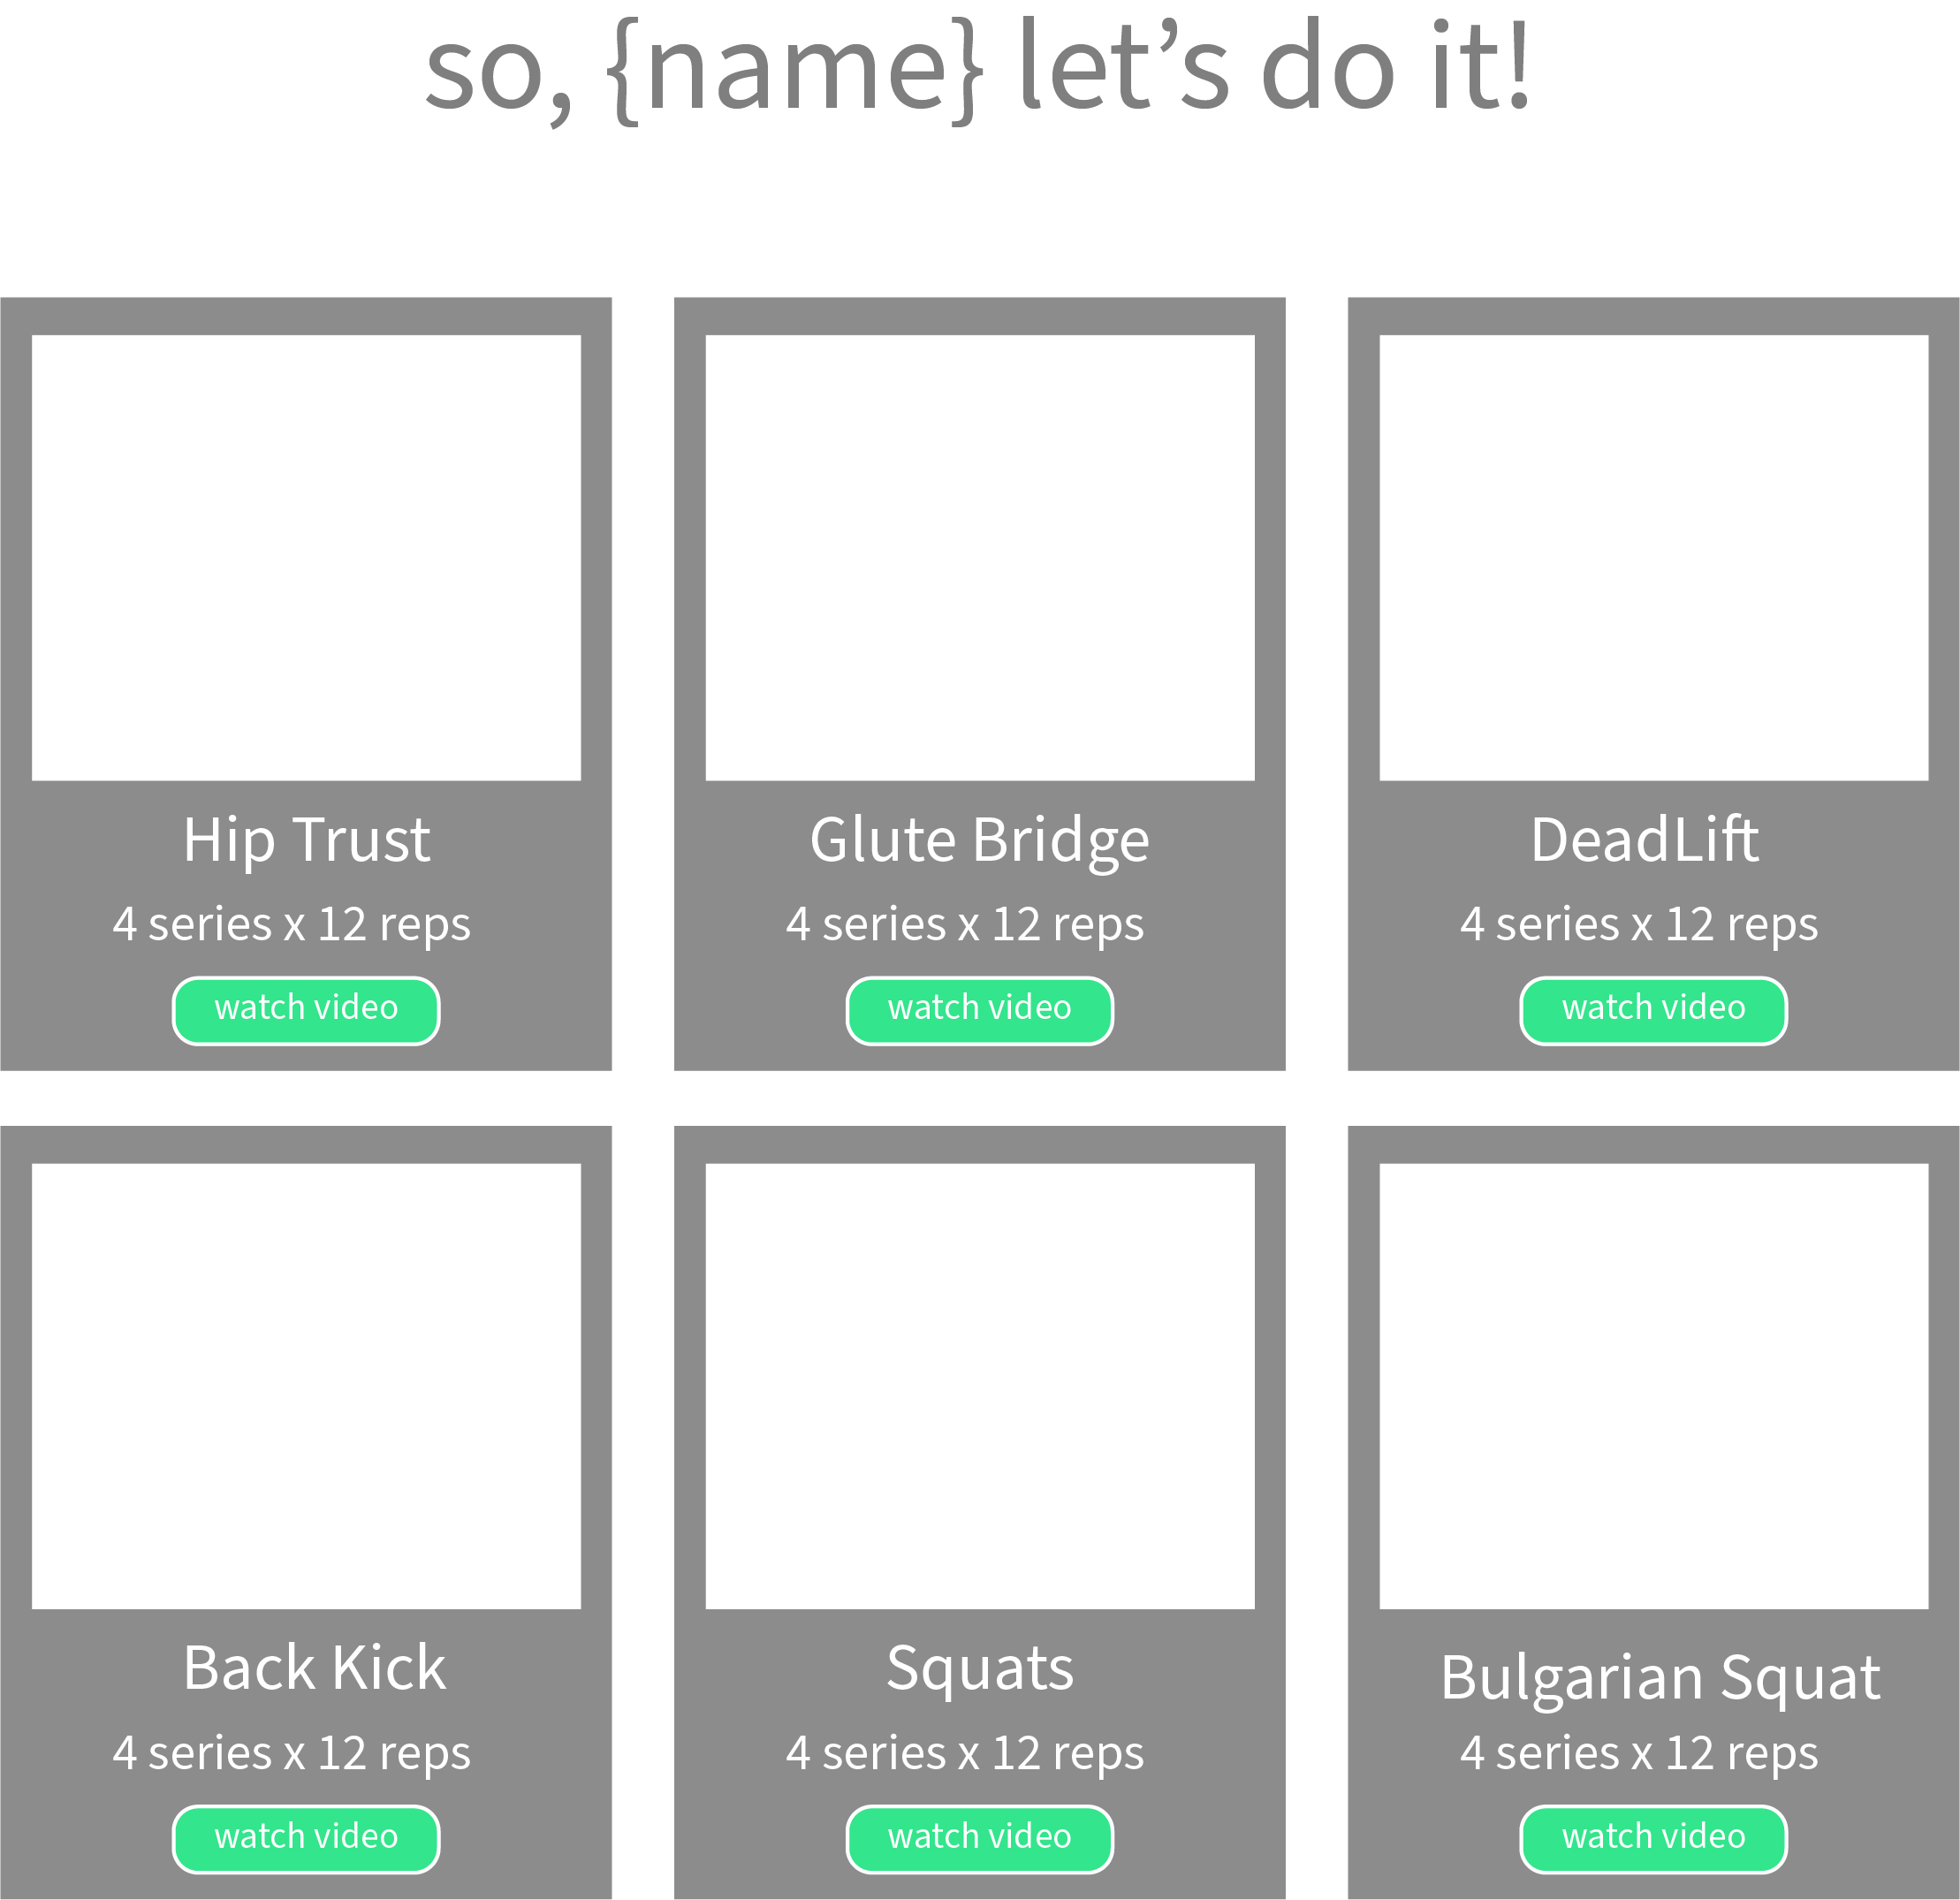 so, {name} let's do it!
Hip Trust
4 series x 12 reps
watch video
Glute Bridge
4 series x 12 reps
watch video
DeadLift
4 series x 12 reps
watch video
Back Kick
4 series x 12 reps
watch video
Squats
4 series x 12 reps
watch video
Bulgarian Squat
4 series x 12 reps
watch video